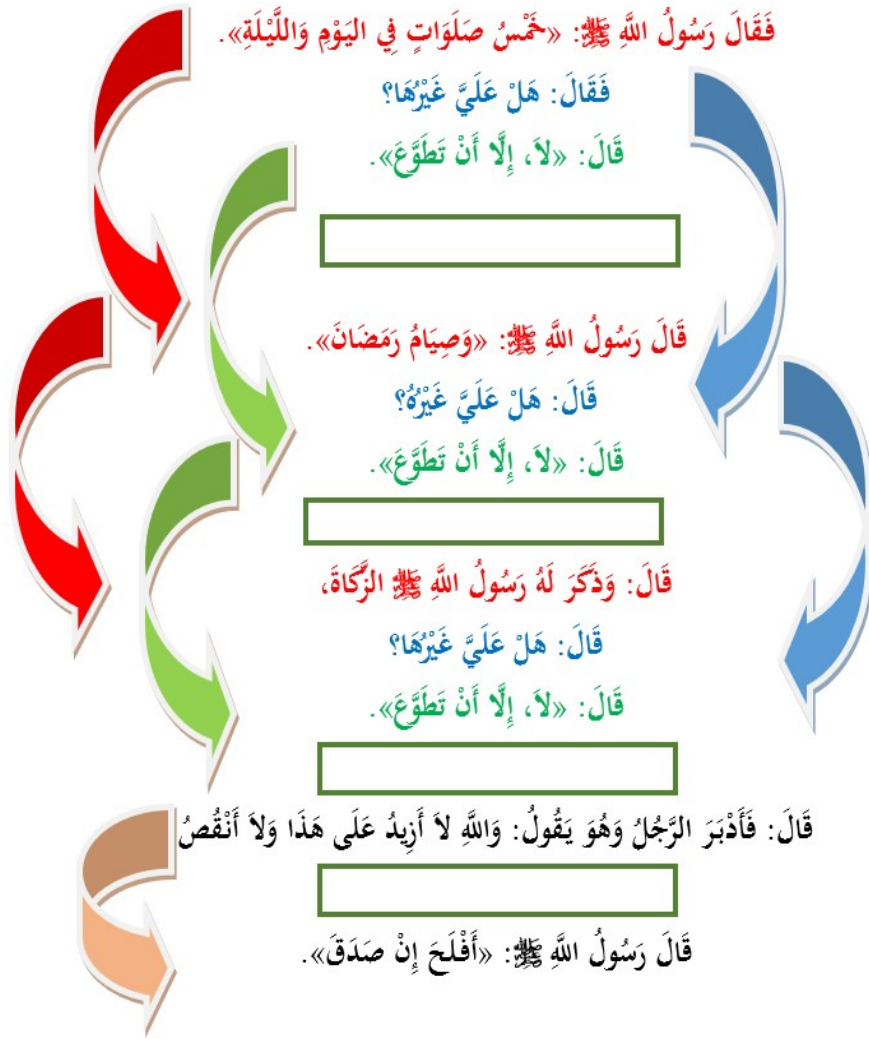 فَقَالَ رَسُولُ اللَّهِ ﷺ: «خَمْسُ صَلَوَاتٍ فِي اليَوْمِ وَاللَّيْلَةِ».
فَقَالَ: هَلْ عَلَيَّ غَيْرُهَا؟
قَالَ: «لاَ، إِلَّا أَنْ تَطَوَّعَ».
قَالَ رَسُولُ اللَّهِ ﷺ: «وَصِيَامُ رَمَضَانَ».
قَالَ: هَلْ عَلَيَّ غَيْرُهُ؟
قَالَ: «لاَ، إِلَّا أَنْ تَطَوَّعَ».
قَالَ: وَذَكَرَ لَهُ رَسُولُ اللَّهِ ﷺ الزَّكَاةَ،
قَالَ: هَلْ عَلَيَّ غَيْرُهَا؟
قَالَ: «لاَ، إِلَّا أَنْ تَطَوَّعَ».
قَالَ: فَأَدْبَرَ الرَّجُلُ وَهُوَ يَقُولُ: وَاللَّهِ لاَ أَزِيدُ عَلَى هَذَا وَلاَ أَنْقُصُ
قَالَ رَسُولُ اللَّهِ ﷺ: «أَفْلَحَ إِنْ صَدَقَ».